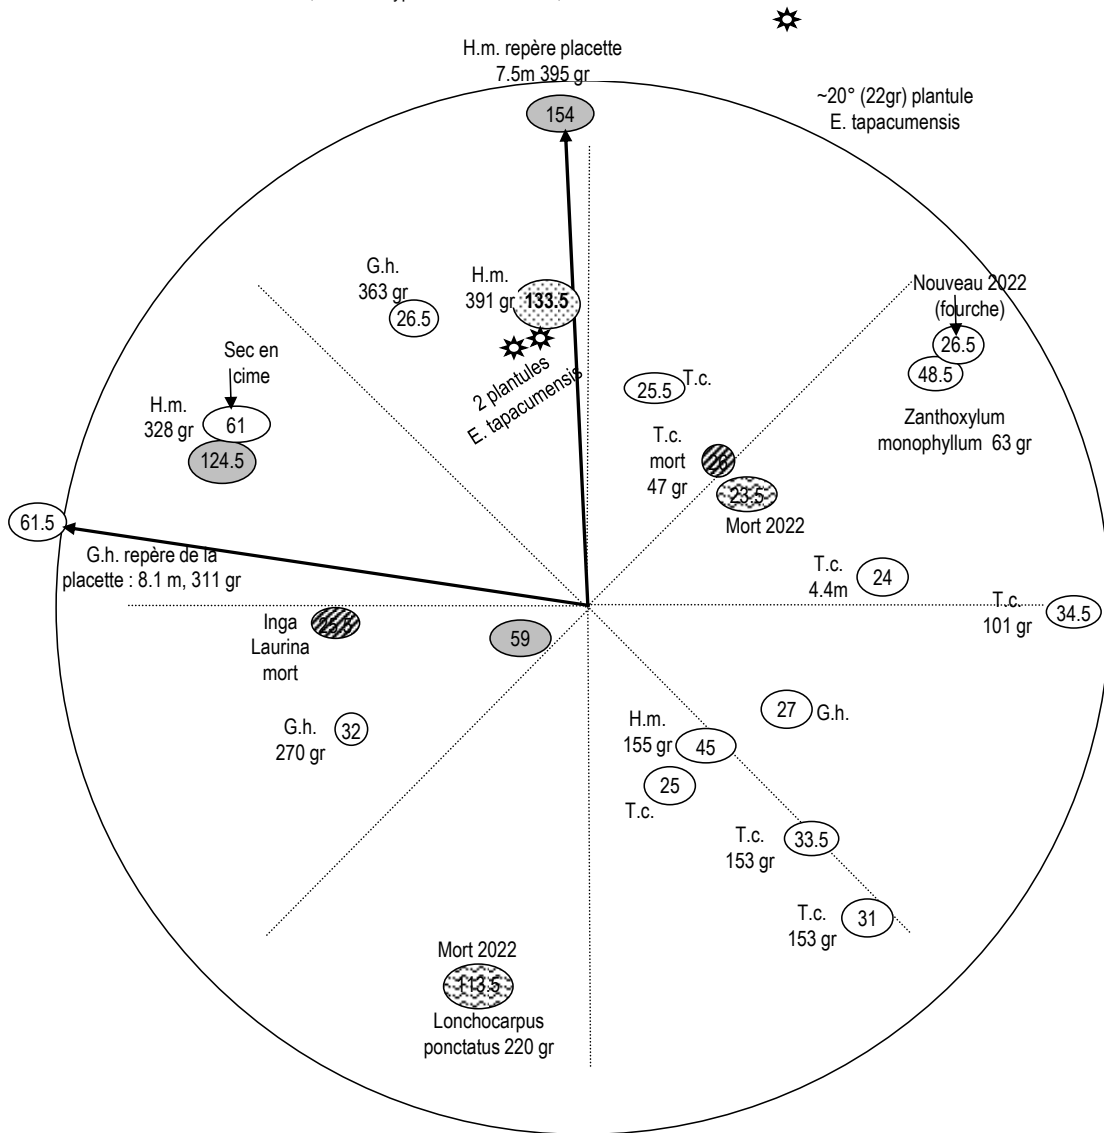 H.m. repère placette
7.5m 395 gr
154
~20° (22gr) plantule
E. tapacumensis
G.h.
363 gr
26.5
H.m.
391 gr
133.5
2 plantules
E. tapacumensis
Nouveau 2022
(fourche)
26.5
48.5
Zanthoxylum
monophyllum 63 gr
Sec en
cime
H.m.
328 gr
61
124.5
25.5
T.c.
T.c.
mort
47 gr
26
23.5
Mort 2022
61.5
G.h. repère de la
placette : 8.1 m, 311 gr
T.c.
4.4m
24
T.c.
101 gr
34.5
Inga
Laurina
mort
25.5
59
G.h.
270 gr
32
27
G.h.
H.m.
155 gr
45
25
T.c.
T.c.
153 gr
33.5
T.c.
153 gr
31
Mort 2022
113.5
Lonchocarpus
ponctatus 220 gr